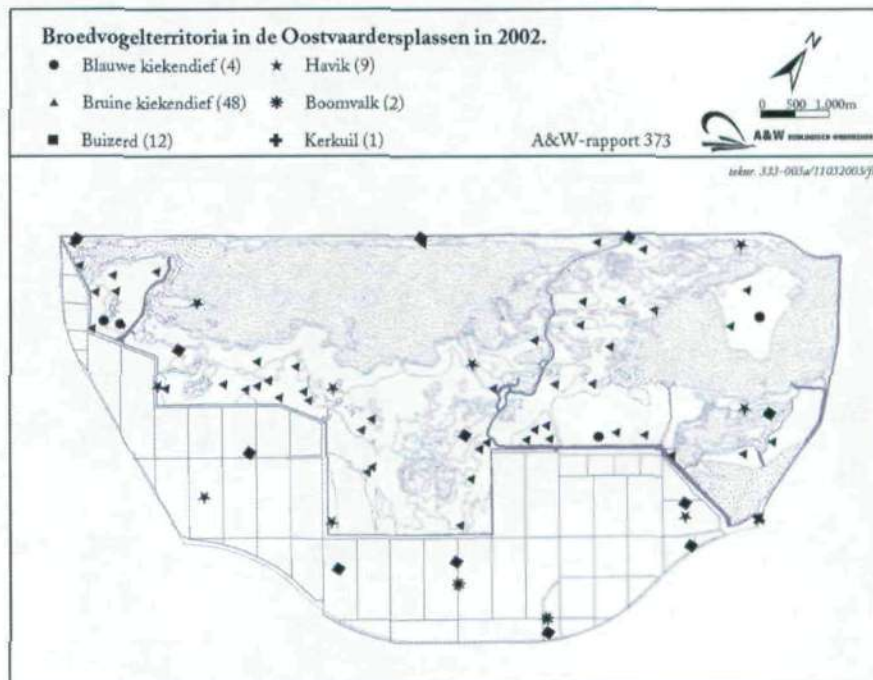 Broedvogelterritoria in de Oostvaardersplassen in 2002.
Blauwe kiekendief (4) Havik (9)
Bruine kiekendief (48) Boomvalk (2)
Buizerd (12) Kerkuil (1) A&W-rapport 373
N
0 500 1.000m
A&W